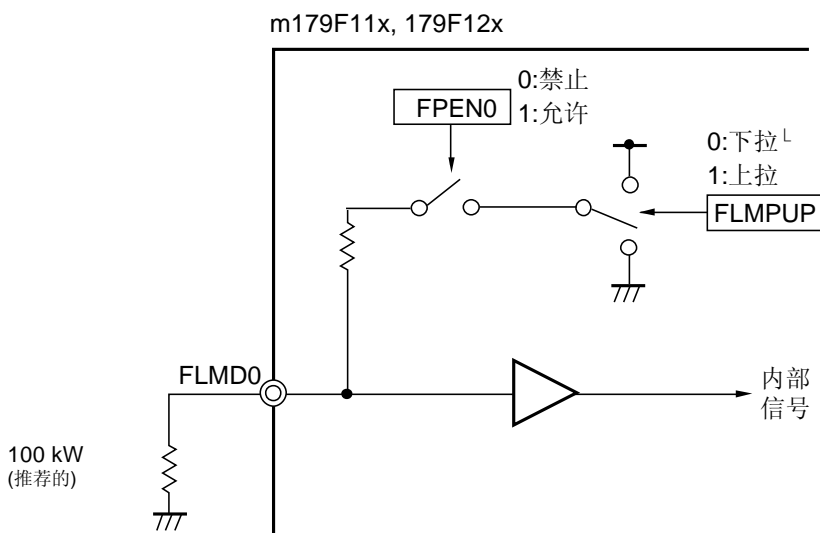 m179F11x, 179F12x
0:禁止
FPEN0
1:允许
0:下拉└
1:上拉
FLMPUP
FLMD0
内部
信号
100 kW
(推荐的)